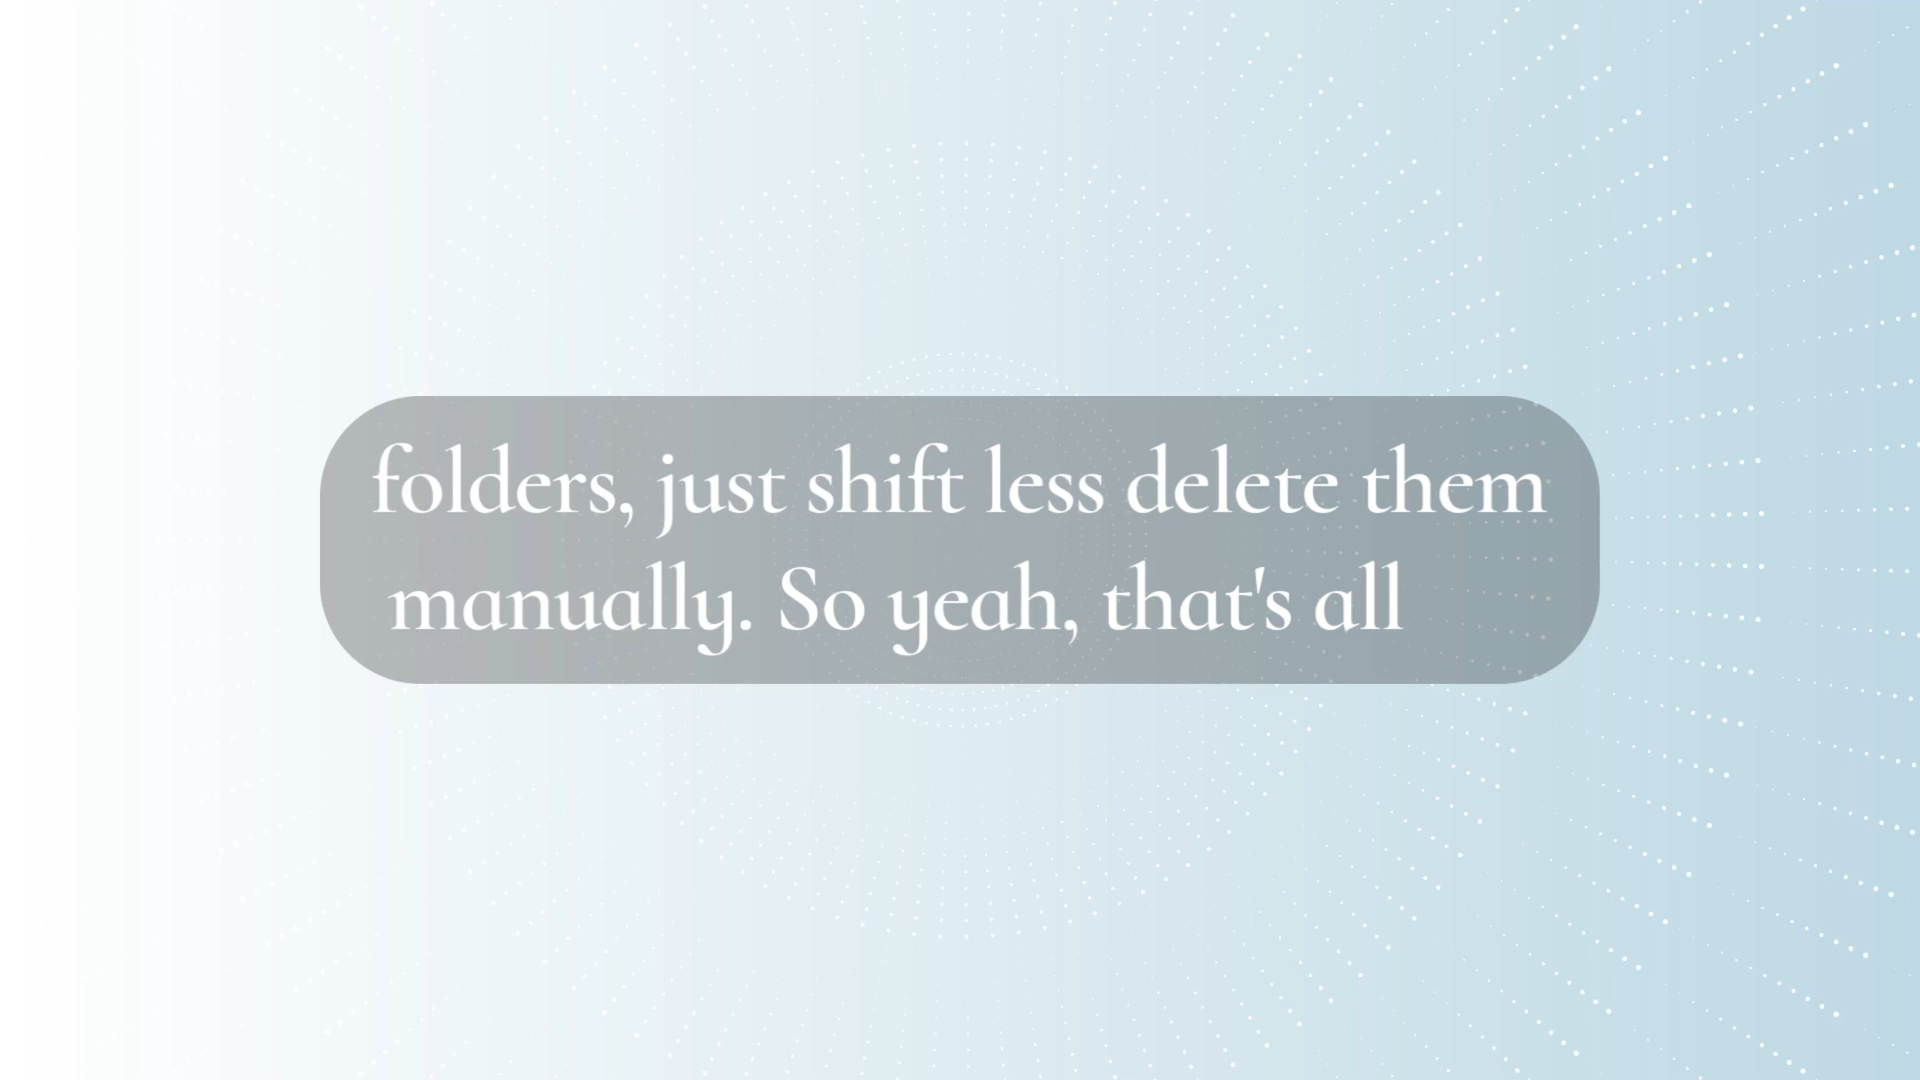 folders, just shift less delete them
manually. So yeah, that's all